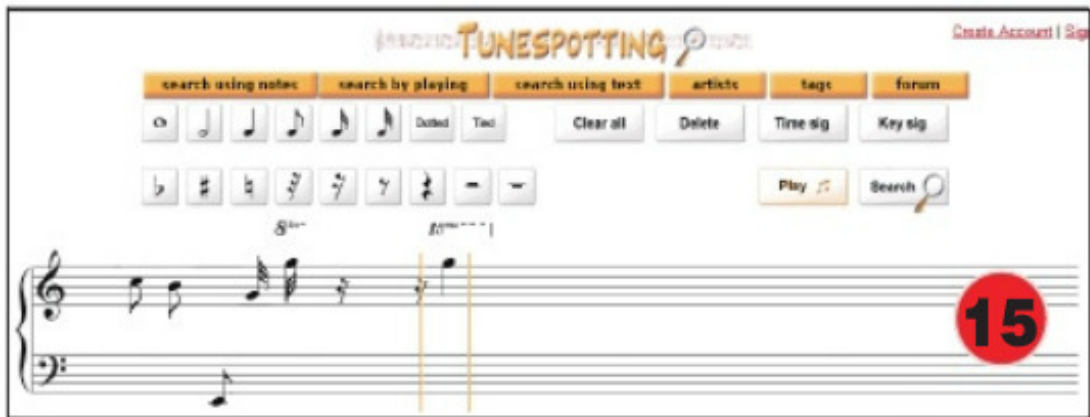 TUNESPOTTING
Create Account | Sig
search using notes search by playing search using text artists tags forum
Dotted Tied Clear all Delete Time sig Key sig
Play Search
15